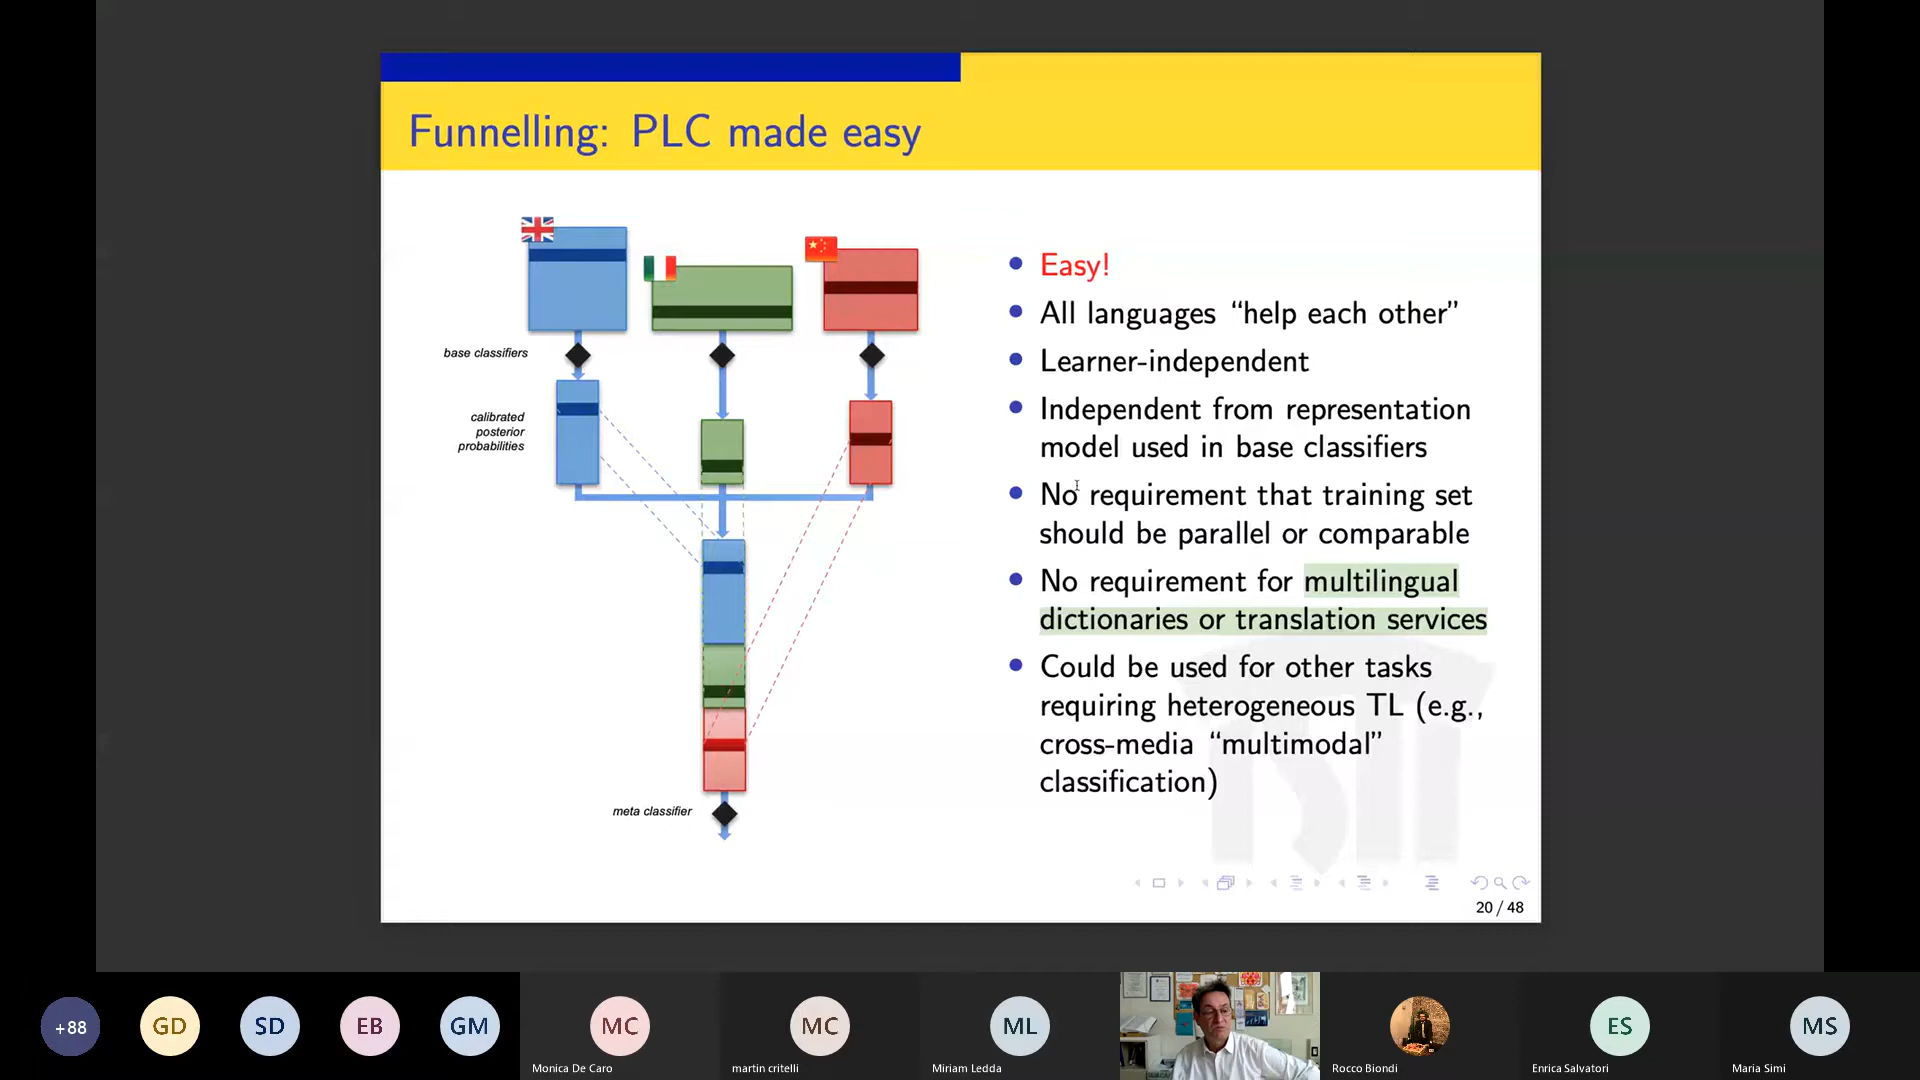 Funnelling: PLC made easy
base classifiers
calibrated
posterior
probabilities
meta classifier
Easy!
All languages “help each other”
Learner-independent
Independent from representation
model used in base classifiers
No requirement that training set
should be parallel or comparable
No requirement for multilingual
dictionaries or translation services
Could be used for other tasks
requiring heterogeneous TL (e.g.,
cross-media “multimodal”
classification)
20 / 48
+88
GD
SD
EB
GM
MC
Monica De Caro
MC
martin critelli
ML
Miriam Ledda
Rocco Biondi
ES
Enrica Salvatori
MS
Maria Simi